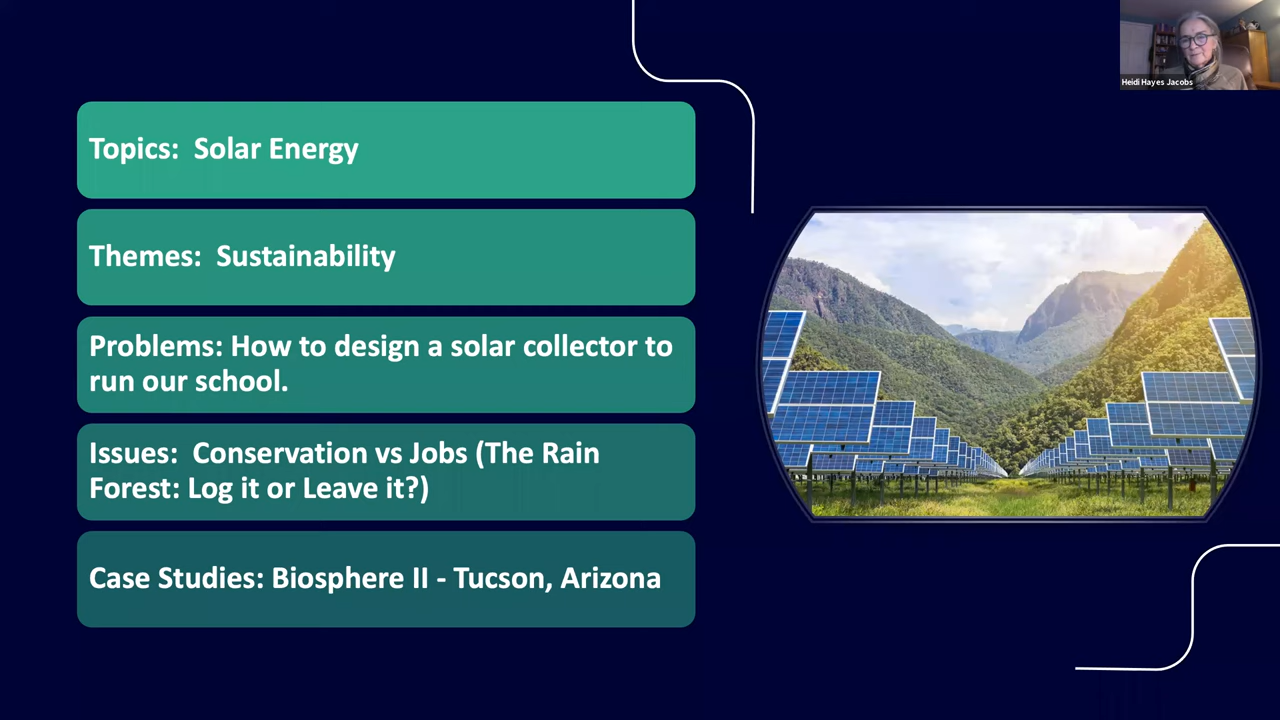 Heidi Hayes Jacobs
Topics:  Solar Energy
Themes:  Sustainability
Problems: How to design a solar collector to
run our school.
Issues:  Conservation vs Jobs (The Rain
Forest: Log it or Leave it?)
Case Studies: Biosphere II - Tucson, Arizona